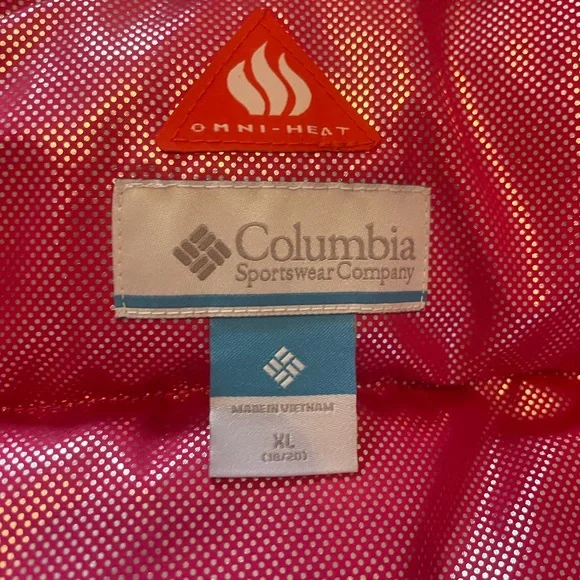 OMNI-HEAT
Columbia
Sportswear Company
MADE IN VIETNAM
XL
(18/20)